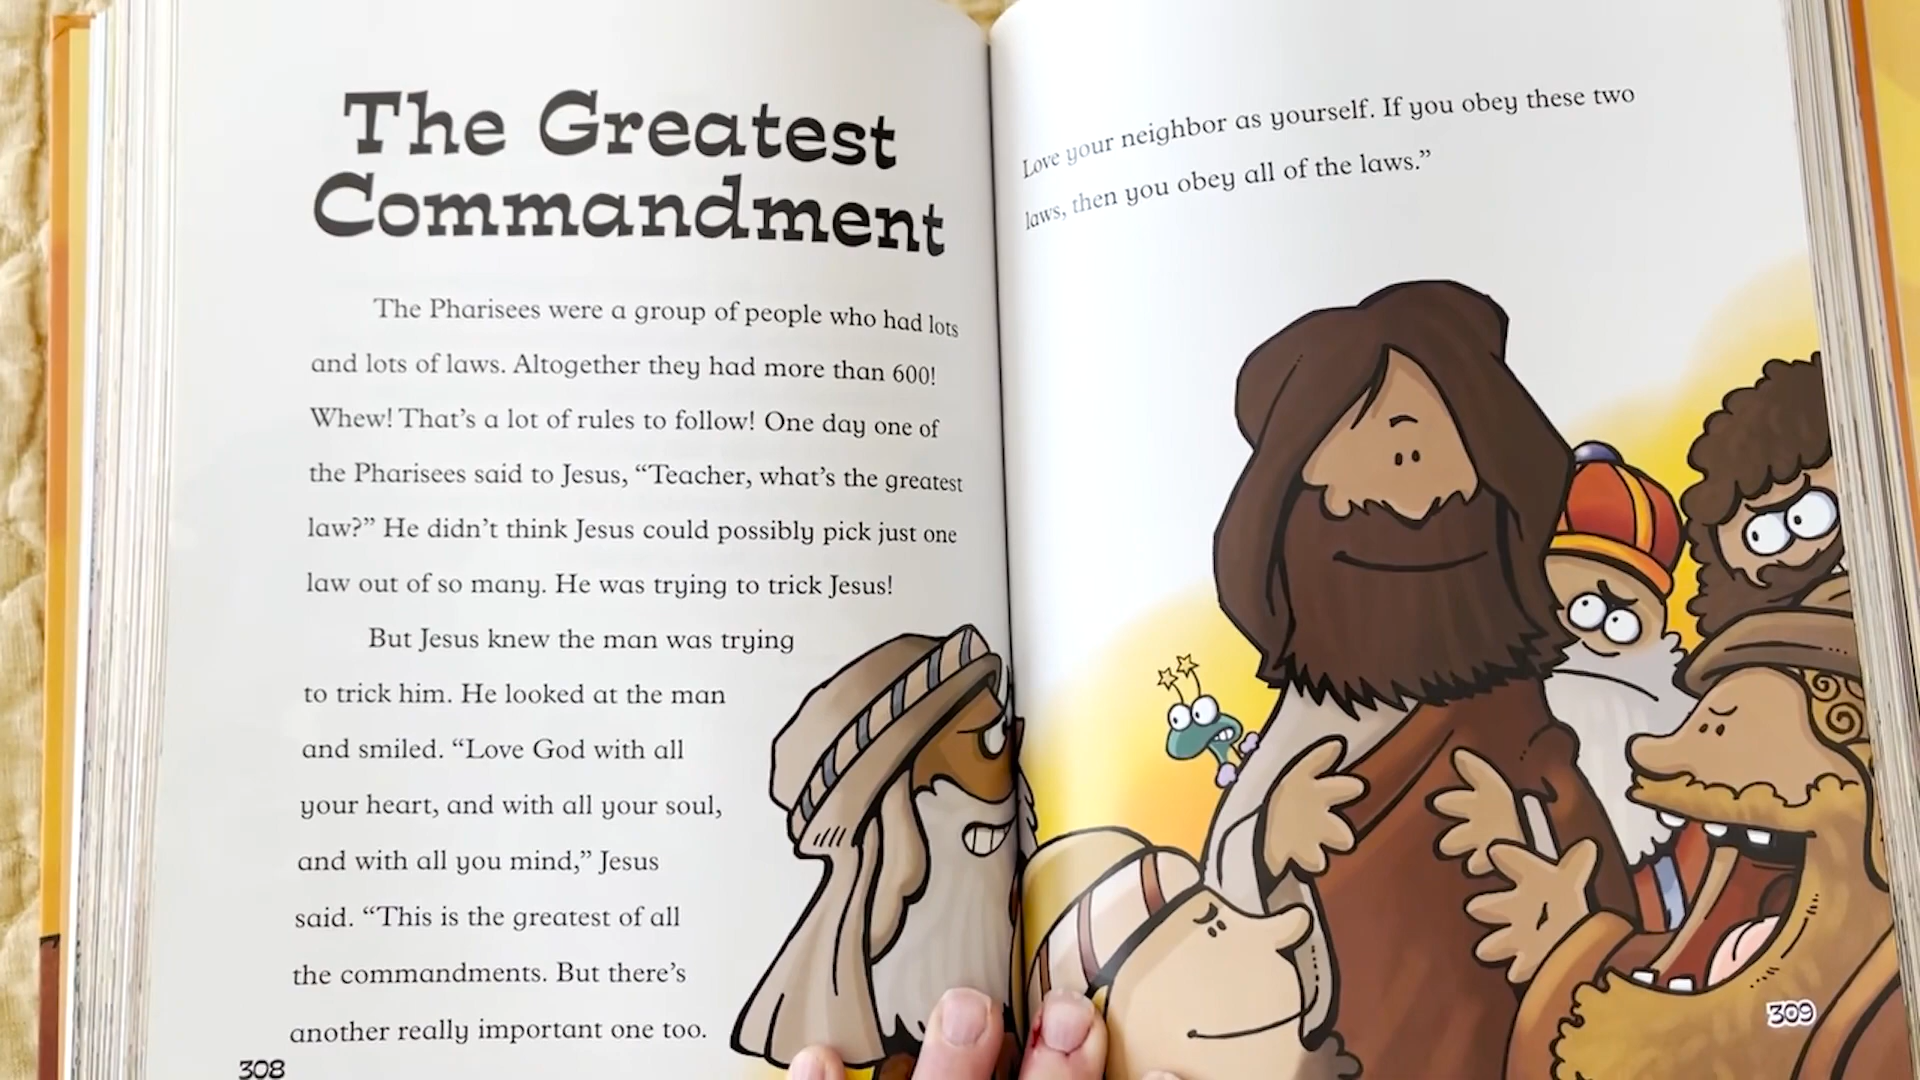 The Greatest
Commandment
The Pharisees were a group of people who had lots
and lots of laws. Altogether they had more than 600!
Whew! That’s a lot of rules to follow! One day one of
the Pharisees said to Jesus, “Teacher, what’s the greatest
law?” He didn’t think Jesus could possibly pick just one
law out of so many. He was trying to trick Jesus!
But Jesus knew the man was trying
to trick him. He looked at the man
and smiled. “Love God with all
your heart, and with all your soul,
and with all you mind,” Jesus
said. “This is the greatest of all
the commandments. But there’s
another really important one too.
308
Love your neighbor as yourself. If you obey these two
laws, then you obey all of the laws.”
309